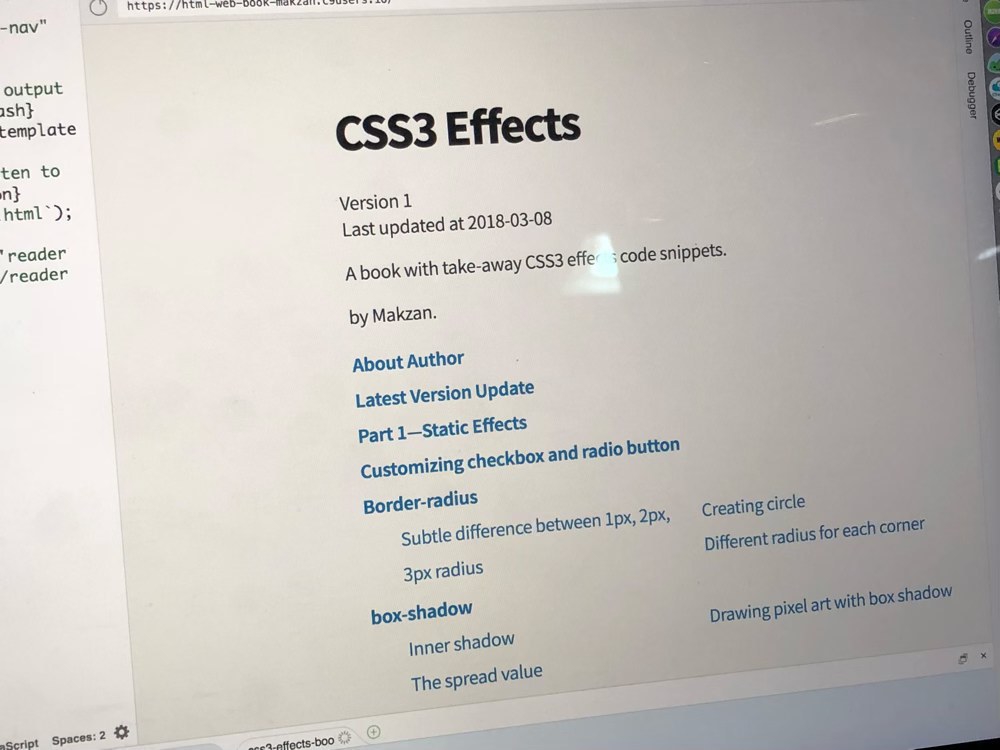 -nav"
output
ash}
template
ten to
on}
html`);
"reader
/reader
Script Spaces: 2
https://html-web-book-makzan.c9users.io/
CSS3 Effects
Version 1
Last updated at 2018-03-08
A book with take-away CSS3 effects code snippets.
by Makzan.
About Author
Latest Version Update
Part 1—Static Effects
Customizing checkbox and radio button
Border-radius
Subtle difference between 1px, 2px,
3px radius
Creating circle
Different radius for each corner
box-shadow
Inner shadow
The spread value
Drawing pixel art with box shadow
css3-effects-boo
Outline
Debugger